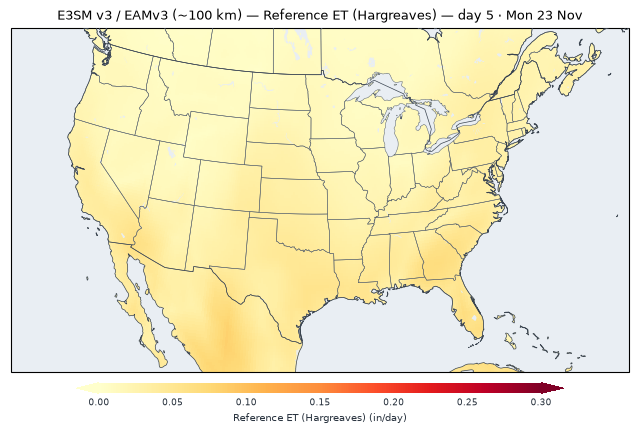 E3SM v3 / EAMv3 (~100 km) — Reference ET (Hargreaves) — day 5 · Mon 23 Nov
0.00 0.05 0.10 0.15 0.20 0.25 0.30
Reference ET (Hargreaves) (in/day)